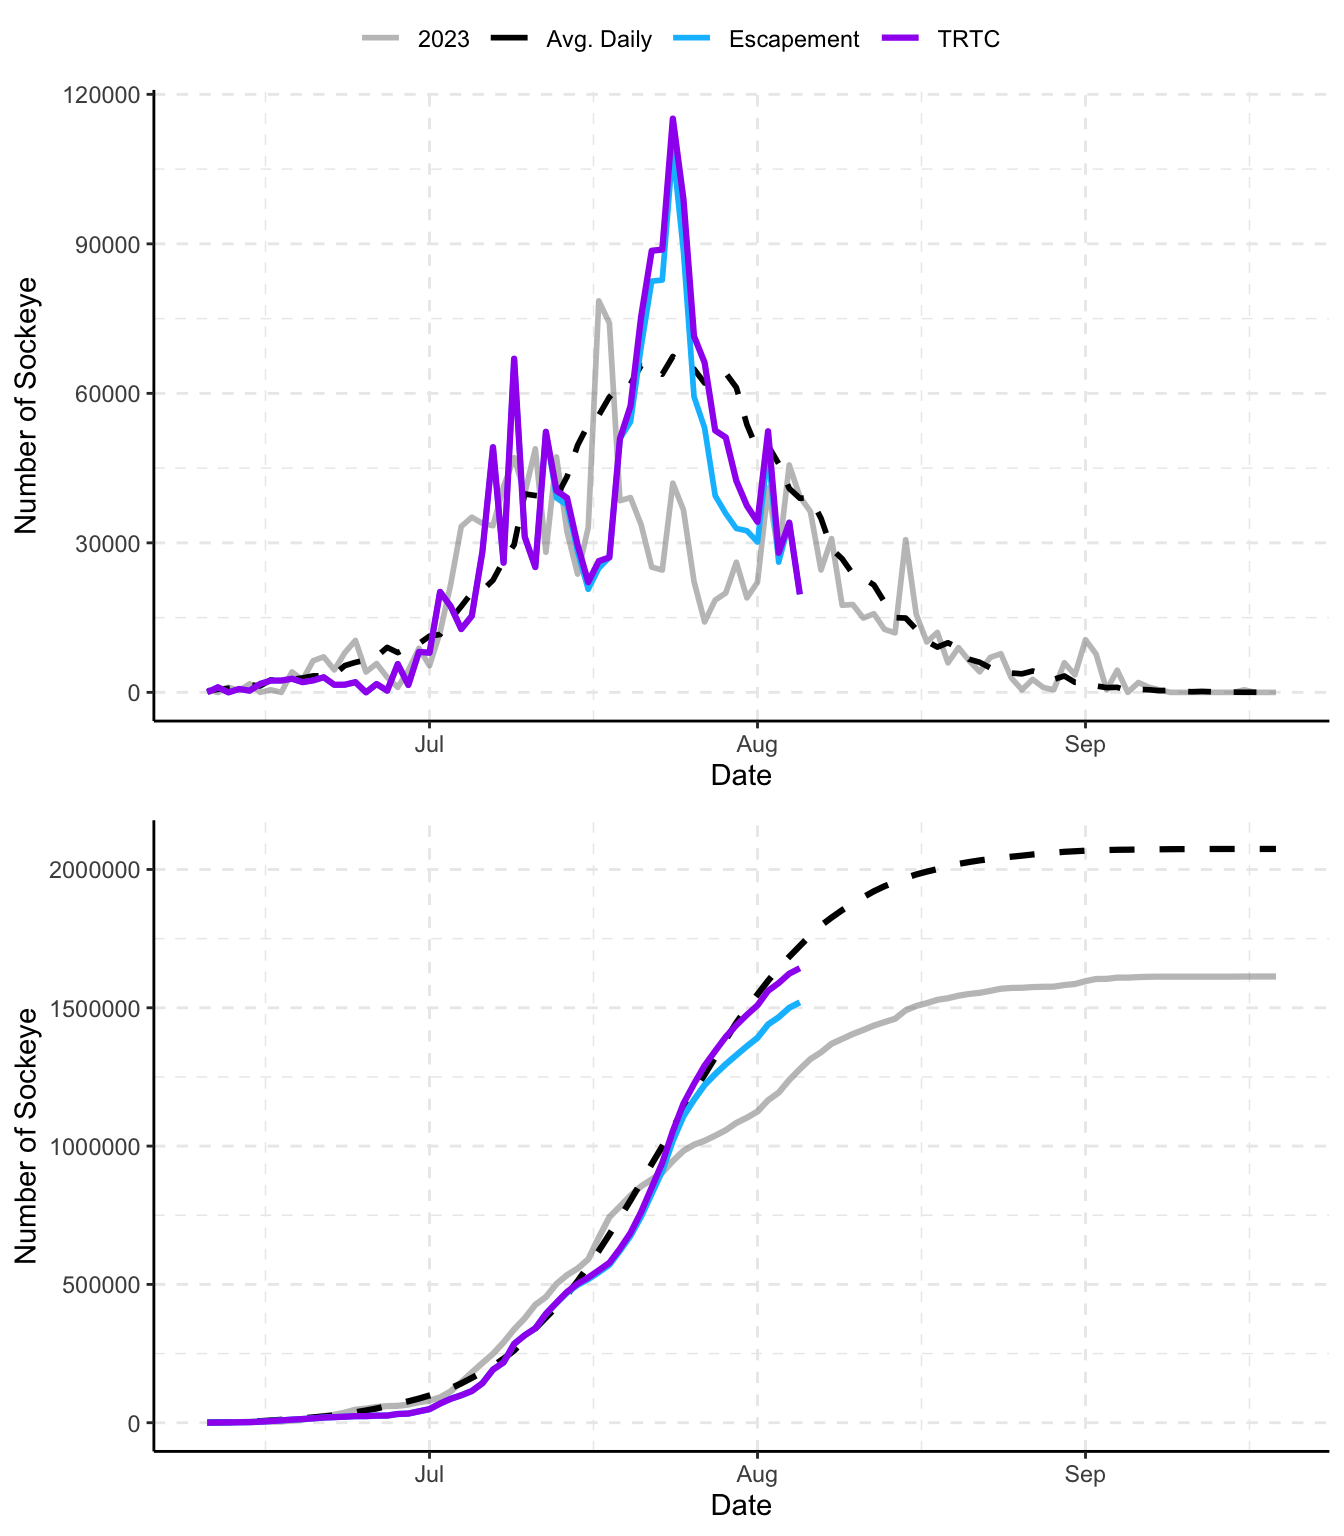 2023 Avg. Daily Escapement TRTC
120000
90000
60000
30000
0
Number of Sockeye
Jul Aug Sep
Date
2000000
1500000
1000000
500000
0
Number of Sockeye
Jul Aug Sep
Date